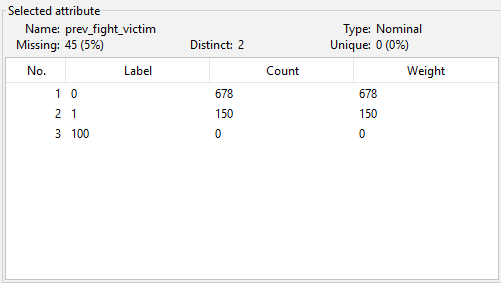 Selected attribute
Name: prev_fight_victim Type: Nominal
Missing: 45 (5%) Distinct: 2 Unique: 0 (0%)
No. Label Count Weight
1 0 678 678
2 1 150 150
3 100 0 0